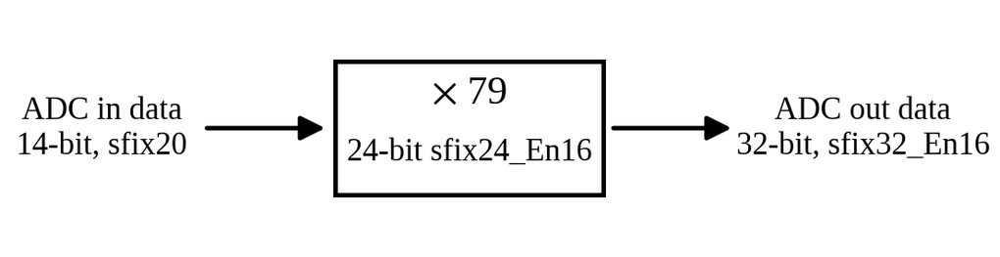 ADC in data
14-bit, sfix20
× 79
24-bit sfix24_En16
ADC out data
32-bit, sfix32_En16